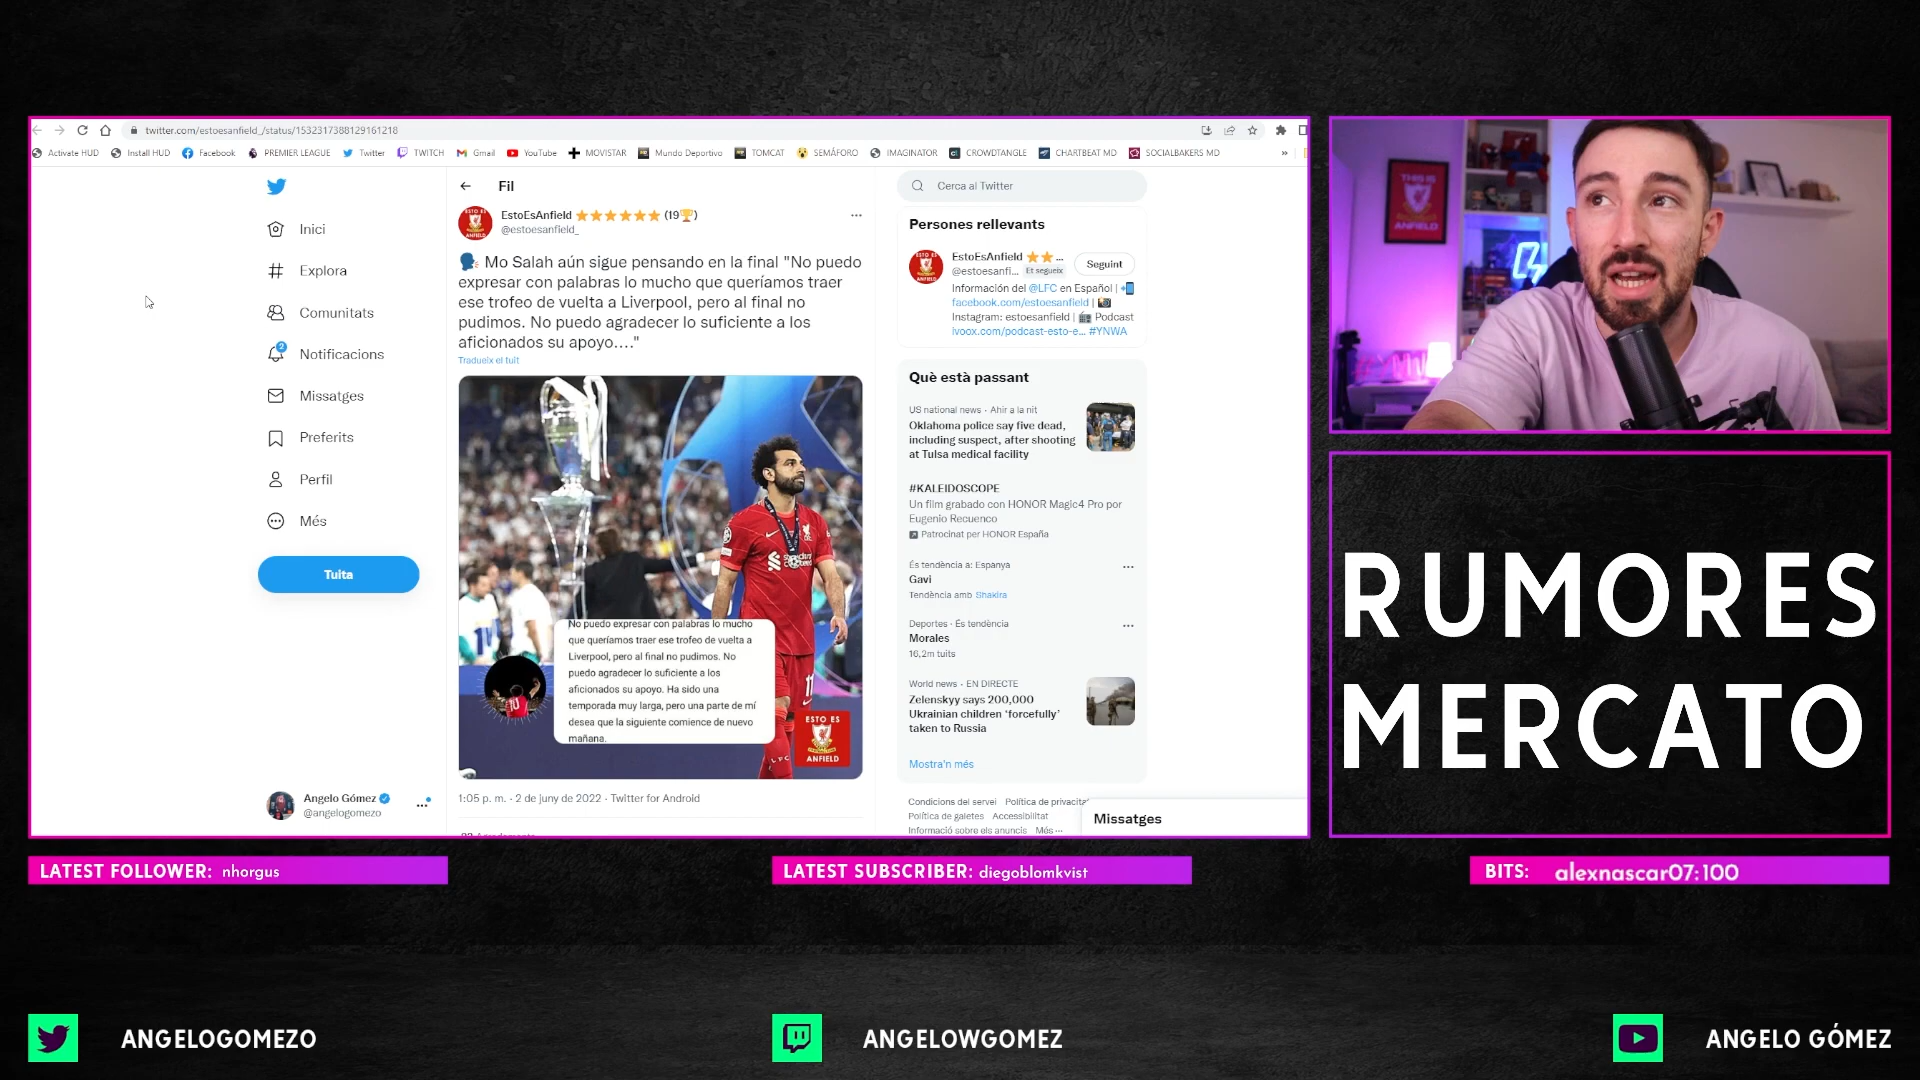 twitter.com/estoesanfield_/status/1532317388129161218
Activate HUD
Install HUD
Facebook
PREMIER LEAGUE
Twitter
TWITCH
Gmail
YouTube
MOVISTAR
Mundo Deportivo
TOMCAT
SEMÁFORO
IMAGINATOR
CROWDTANGLE
CHARTBEAT MD
SOCIALBAKERS MD
»
Inici
Explora
Comunitats
2
Notificacions
Missatges
Preferits
Perfil
Més
Tuita
Angelo Gómez
@angelogomezo
Fil
EstoEsAnfield ⭐⭐⭐⭐⭐⭐ (19🏆)
@estoesanfield_
🗣 Mo Salah aún sigue pensando en la final "No puedo
expresar con palabras lo mucho que queríamos traer
ese trofeo de vuelta a Liverpool, pero al final no
pudimos. No puedo agradecer lo suficiente a los
aficionados su apoyo...."
Tradueix el tuit
No puedo expresar con palabras lo mucho
que queríamos traer ese trofeo de vuelta a
Liverpool, pero al final no pudimos. No
puedo agradecer lo suficiente a los
aficionados su apoyo. Ha sido una
temporada muy larga, pero una parte de mí
desea que la siguiente comience de nuevo
mañana.
ESTO ES
ANFIELD
1:05 p. m. · 2 de juny de 2022 · Twitter for Android
Cerca al Twitter
Persones rellevants
EstoEsAnfield ⭐⭐ ...
@estoesanfi... Et segueix
Seguint
Información del @LFC en Español | 📲
facebook.com/estoesanfield | 📸
Instagram: estoesanfield | 📻 Podcast
ivoox.com/podcast-esto-e... #YNWA
Què està passant
US national news · Ahir a la nit
Oklahoma police say five dead,
including suspect, after shooting
at Tulsa medical facility
#KALEIDOSCOPE
Un film grabado con HONOR Magic4 Pro por
Eugenio Recuenco
Patrocinat per HONOR España
És tendència a: Espanya
Gavi
Tendència amb Shakira
Deportes · És tendència
Morales
16,2m tuits
World news · EN DIRECTE
Zelenskyy says 200,000
Ukrainian children ‘forcefully’
taken to Russia
Mostra'n més
Condicions del servei Política de privacitat
Política de galetes Accessibilitat
Informació sobre els anuncis Més ···
Missatges
THIS IS
ANFIELD
RUMORES
MERCATO
LATEST FOLLOWER: nhorgus
LATEST SUBSCRIBER: diegoblomkvist
BITS: alexnascar07: 100
ANGELOGOMEZO
ANGELOWGOMEZ
ANGELO GÓMEZ